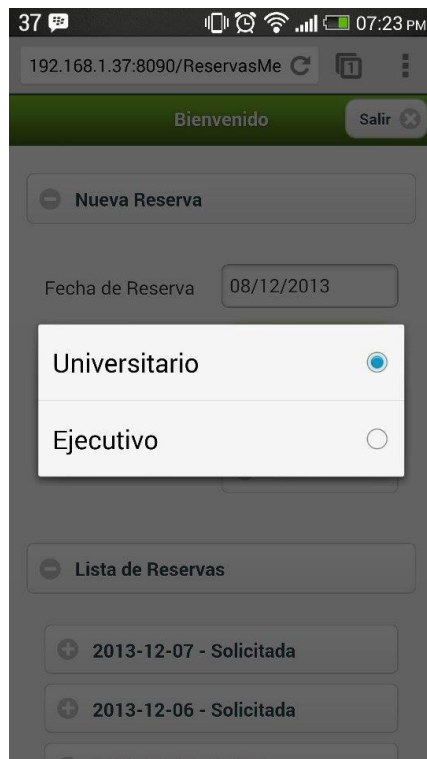 37 07:23 PM
192.168.1.37:8090/ReservasMe 1
Bienvenido Salir
Nueva Reserva
Fecha de Reserva 08/12/2013
Universitario
Ejecutivo
Lista de Reservas
2013-12-07 - Solicitada
2013-12-06 - Solicitada